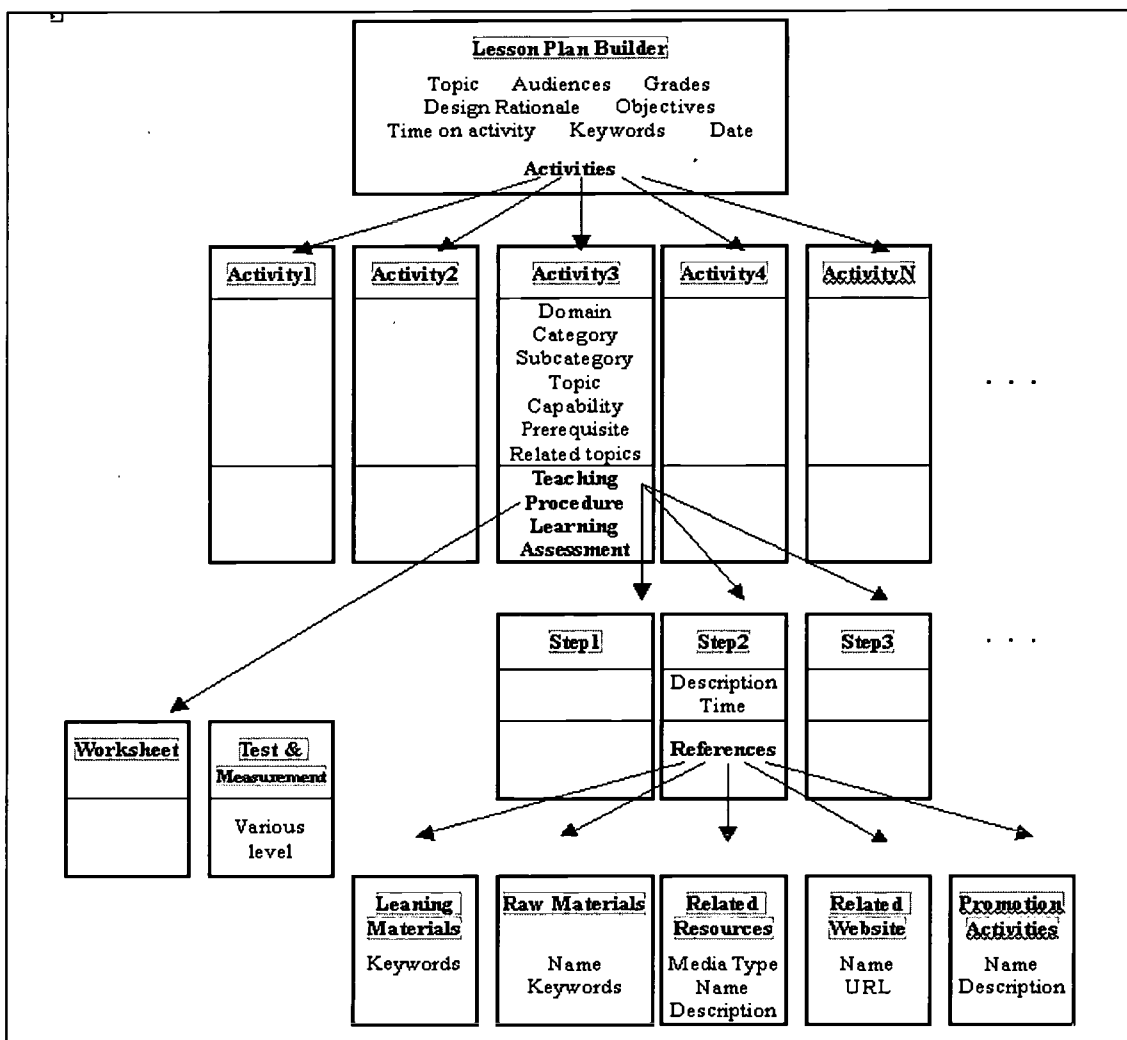 Lesson Plan Builder
Topic Audiences Grades
Design Rationale Objectives
Time on activity Keywords Date
Activities
Activity1 Activity2 Activity3 Activity4 ActivityN
Domain
Category
Subcategory
Topic
Capability
Prerequisite
Related topics
. . .
Teaching
Procedure
Learning
Assessment
Step1 Step2 Step3 . . .
Description
Time
References
Worksheet
Test &
Measurement
Various
level
Leaning
Materials
Keywords
Raw Materials
Name
Keywords
Related
Resources
Media Type
Name
Description
Related
Website
Name
URL
Promotion
Activities
Name
Description